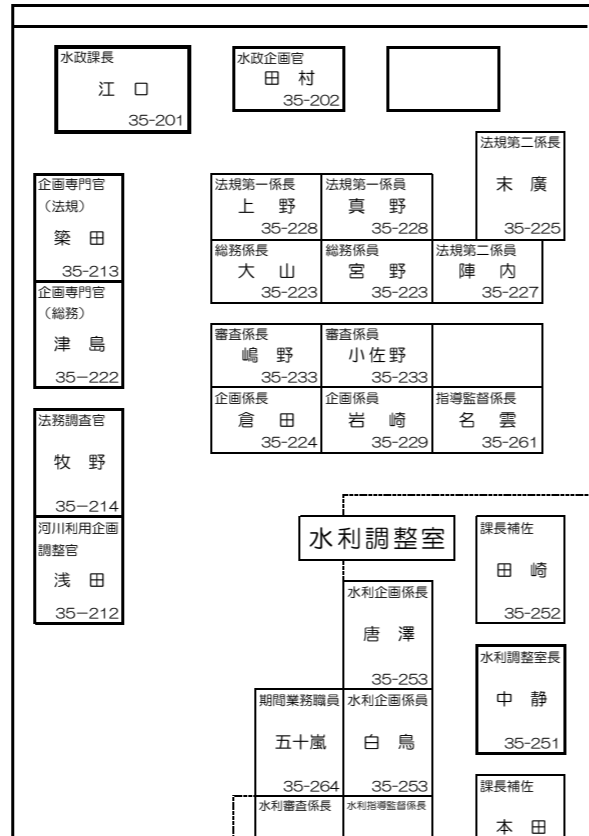 水政課長
江 口
35-201
水政企画官
田 村
35-202
法規第二係長
末 廣
35-225
企画専門官
（法規）
築 田
35-213
企画専門官
（総務）
津 島
35−222
法規第一係長
上 野
35-228
法規第一係員
真 野
35-228
総務係長
大 山
35-223
総務係員
宮 野
35-223
法規第二係員
陣 内
35-227
審査係長
嶋 野
35-233
審査係員
小佐野
35-233
企画係長
倉 田
35-224
企画係員
岩 崎
35-229
指導監督係長
名 雲
35-261
法務調査官
牧 野
35−214
河川利用企画
調整官
浅 田
35−212
水利調整室
課長補佐
田 崎
35-252
水利企画係長
唐 澤
35-253
水利調整室長
中 静
35-251
期間業務職員
五十嵐
35-264
水利企画係員
白 鳥
35-253
課長補佐
本 田
水利審査係長
水利指導監督係長